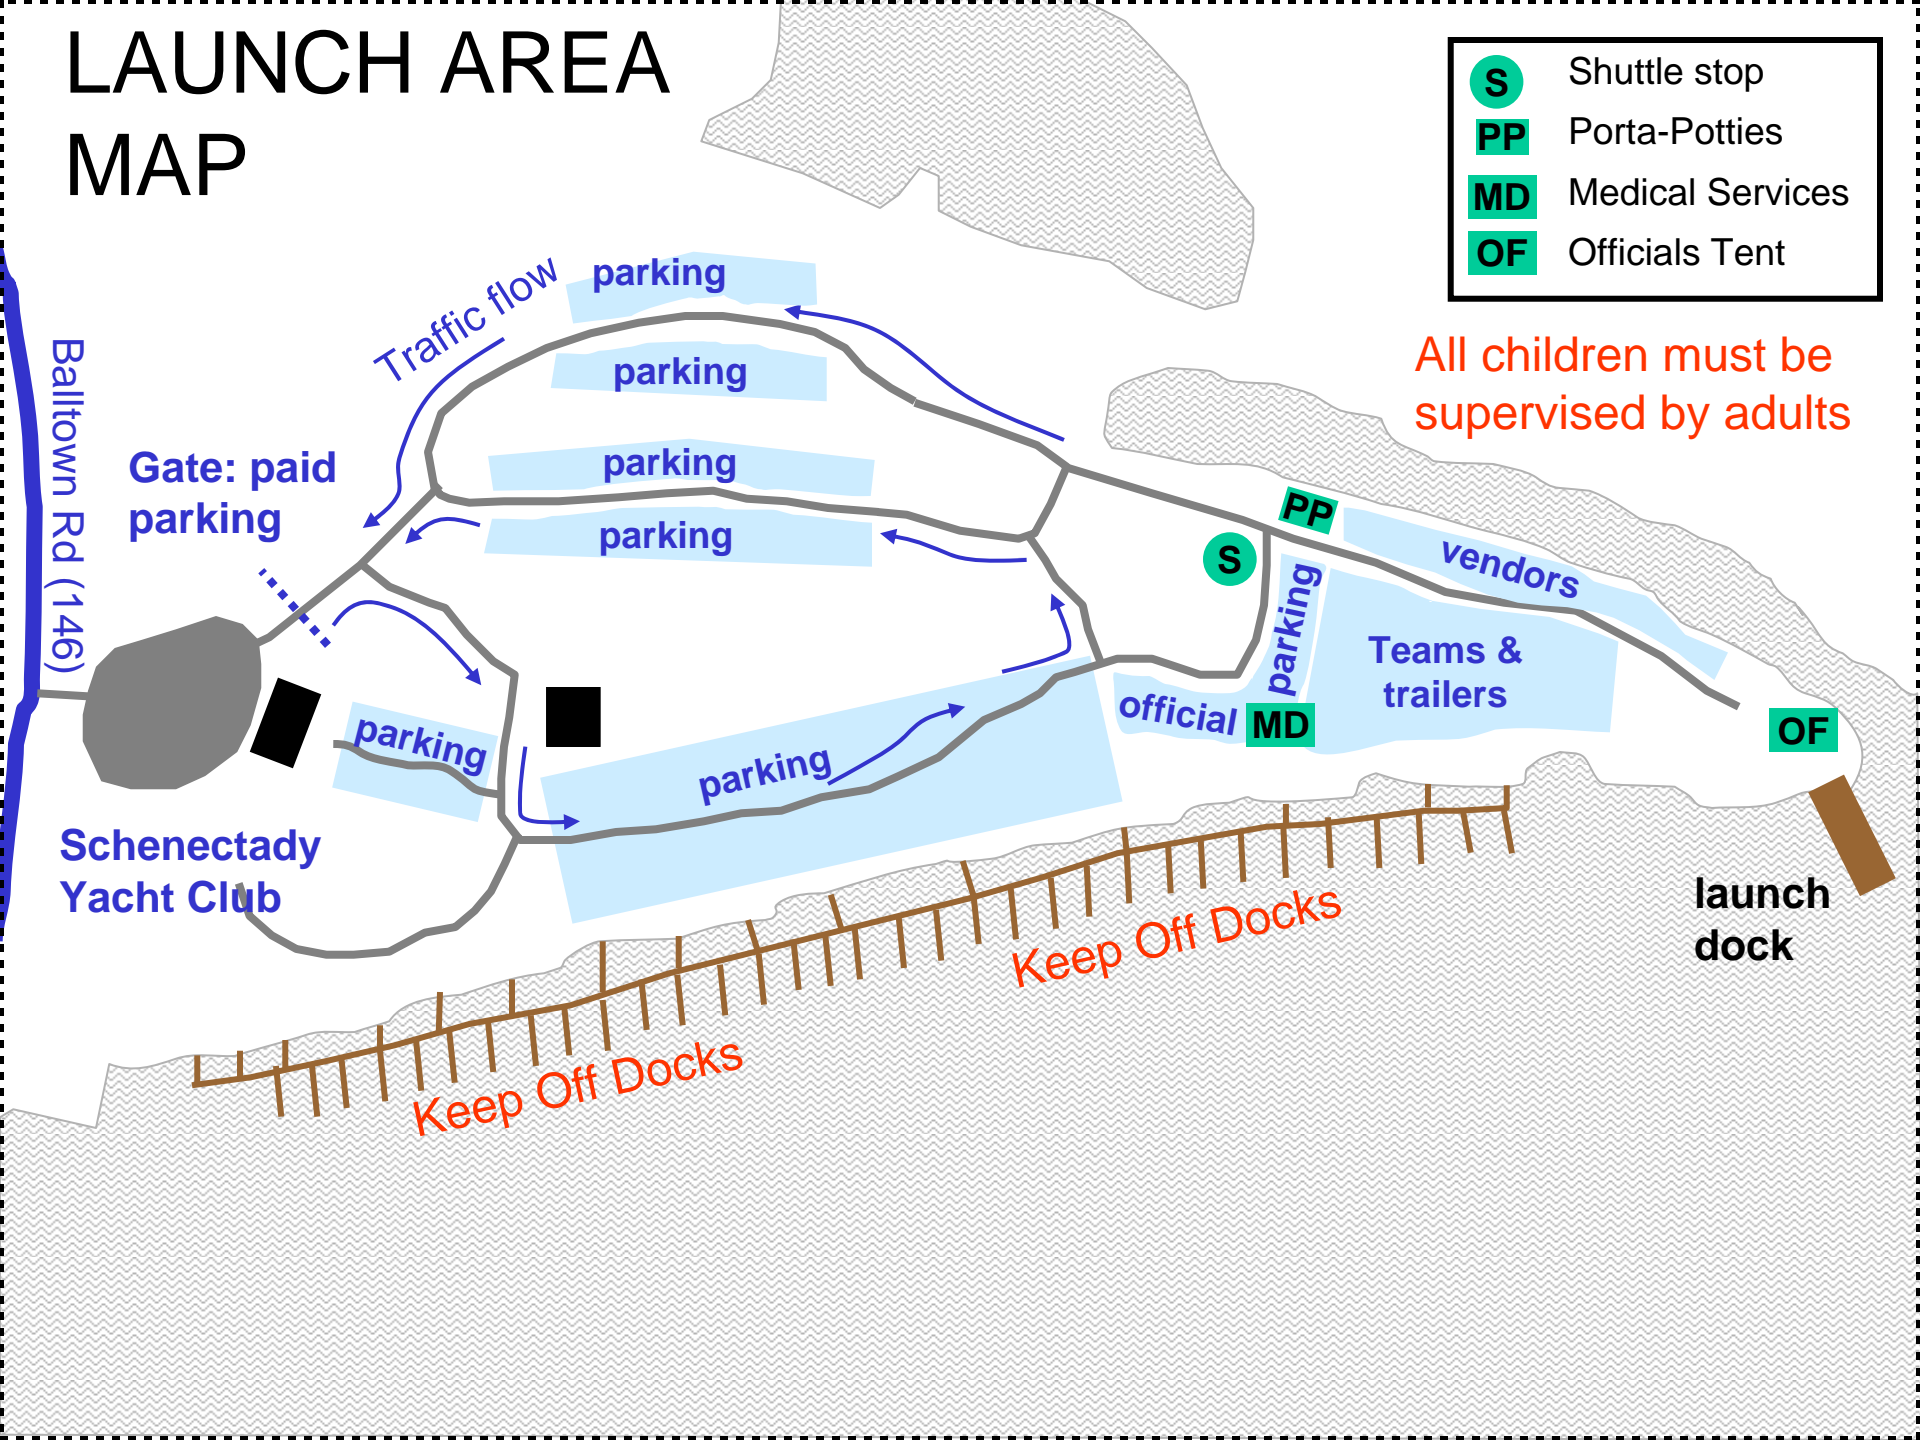 LAUNCH AREA
MAP
S Shuttle stop
PP Porta-Potties
MD Medical Services
OF Officials Tent
All children must be
supervised by adults
Traffic flow
parking
parking
parking
parking
Balltown Rd (146)
Gate: paid
parking
PP
S
vendors
parking
Teams &
trailers
official
MD
OF
parking
parking
Schenectady
Yacht Club
launch
dock
Keep Off Docks
Keep Off Docks